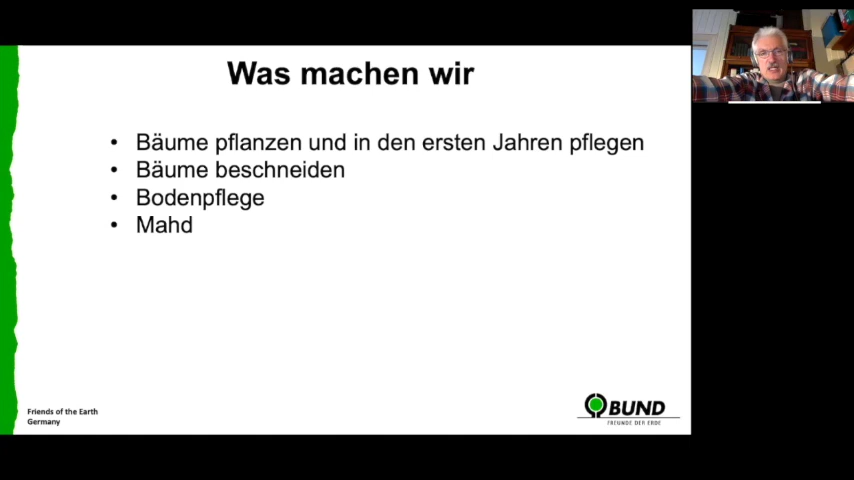 Was machen wir
• Bäume pflanzen und in den ersten Jahren pflegen
• Bäume beschneiden
• Bodenpflege
• Mahd
Friends of the Earth
Germany
BUND
FREUNDE DER ERDE